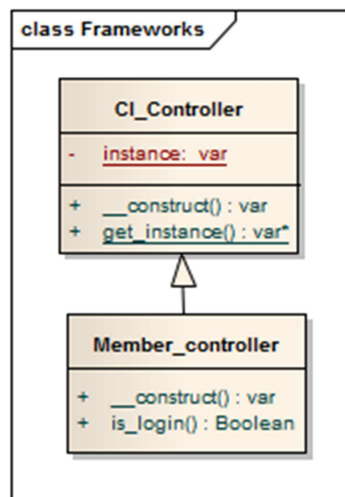 class Frameworks
CI_Controller
- instance: var
+ __construct() : var
+ get_instance() : var*
Member_controller
+ __construct() : var
+ is_login() : Boolean